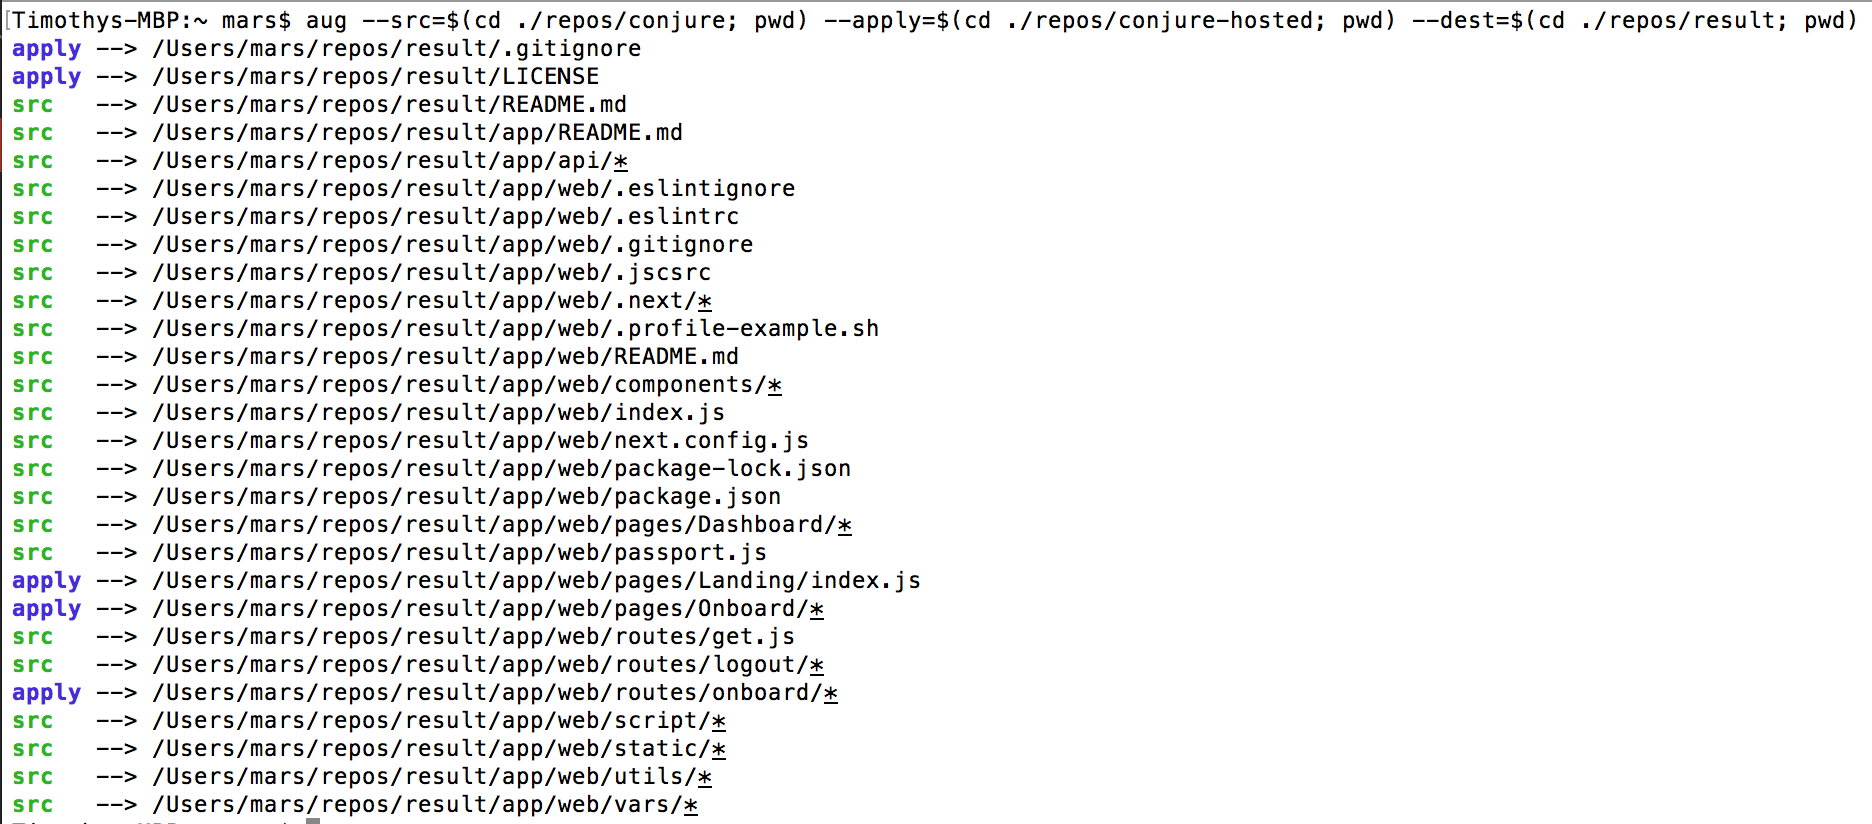 [Timothys-MBP:~ mars$ aug --src=$(cd ./repos/conjure; pwd) --apply=$(cd ./repos/conjure-hosted; pwd) --dest=$(cd ./repos/result; pwd)
apply --> /Users/mars/repos/result/.gitignore
apply --> /Users/mars/repos/result/LICENSE
src   --> /Users/mars/repos/result/README.md
src   --> /Users/mars/repos/result/app/README.md
src   --> /Users/mars/repos/result/app/api/*
src   --> /Users/mars/repos/result/app/web/.eslintignore
src   --> /Users/mars/repos/result/app/web/.eslintrc
src   --> /Users/mars/repos/result/app/web/.gitignore
src   --> /Users/mars/repos/result/app/web/.jscsrc
src   --> /Users/mars/repos/result/app/web/.next/*
src   --> /Users/mars/repos/result/app/web/.profile-example.sh
src   --> /Users/mars/repos/result/app/web/README.md
src   --> /Users/mars/repos/result/app/web/components/*
src   --> /Users/mars/repos/result/app/web/index.js
src   --> /Users/mars/repos/result/app/web/next.config.js
src   --> /Users/mars/repos/result/app/web/package-lock.json
src   --> /Users/mars/repos/result/app/web/package.json
src   --> /Users/mars/repos/result/app/web/pages/Dashboard/*
src   --> /Users/mars/repos/result/app/web/passport.js
apply --> /Users/mars/repos/result/app/web/pages/Landing/index.js
apply --> /Users/mars/repos/result/app/web/pages/Onboard/*
src   --> /Users/mars/repos/result/app/web/routes/get.js
src   --> /Users/mars/repos/result/app/web/routes/logout/*
apply --> /Users/mars/repos/result/app/web/routes/onboard/*
src   --> /Users/mars/repos/result/app/web/script/*
src   --> /Users/mars/repos/result/app/web/static/*
src   --> /Users/mars/repos/result/app/web/utils/*
src   --> /Users/mars/repos/result/app/web/vars/*